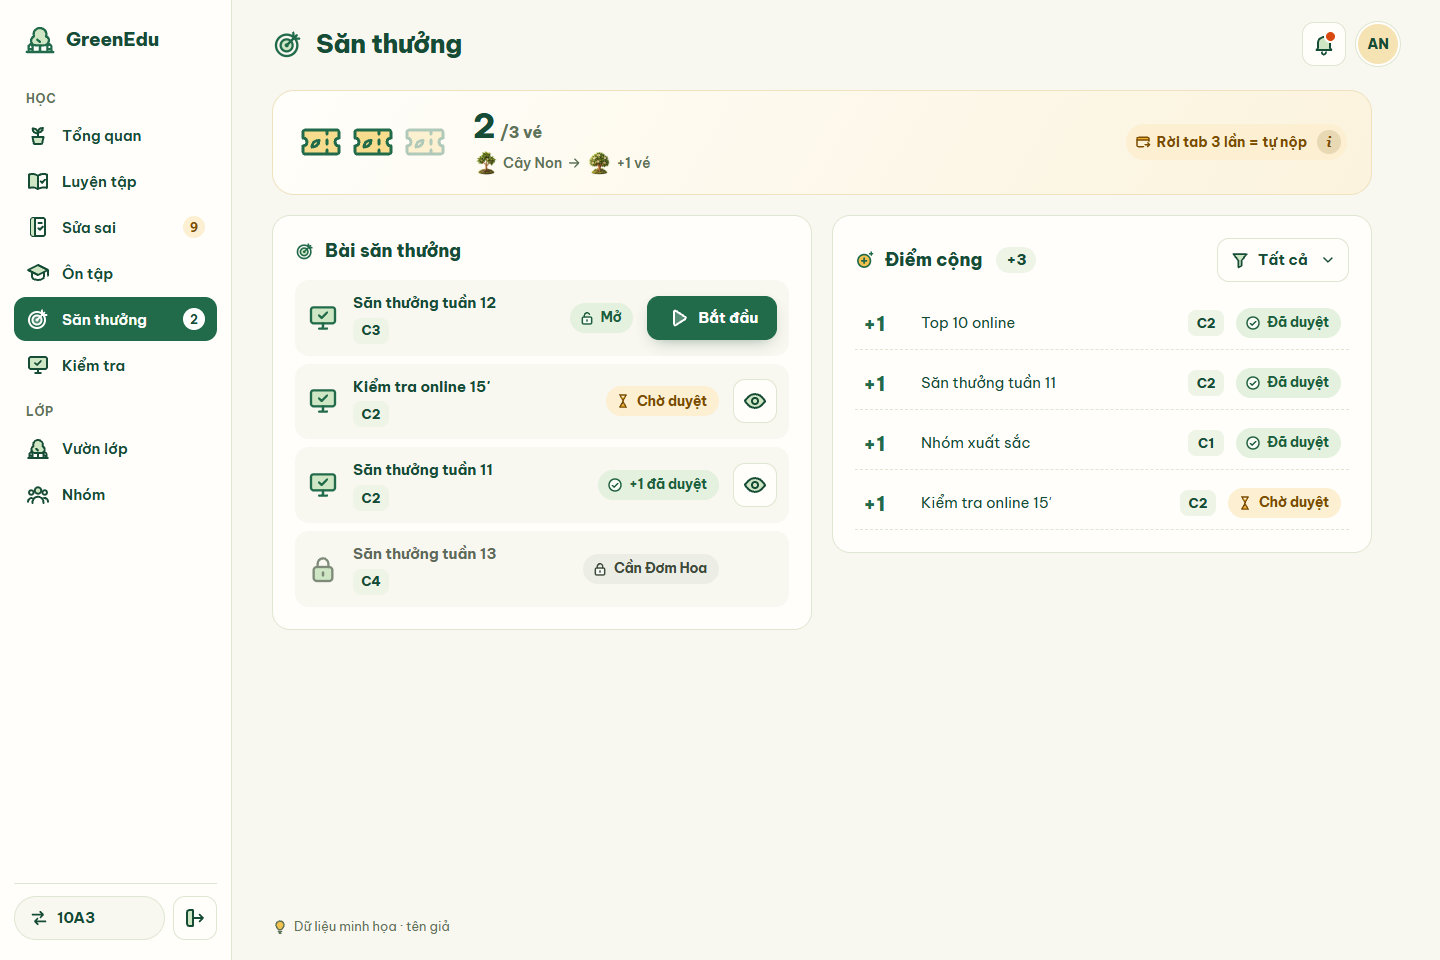 GreenEdu
HỌC
Tổng quan
Luyện tập
Sửa sai 9
Ôn tập
Săn thưởng 2
Kiểm tra
LỚP
Vườn lớp
Nhóm
10A3
Săn thưởng
AN
2 /3 vé
Cây Non → +1 vé
Rời tab 3 lần = tự nộp i
Bài săn thưởng
Săn thưởng tuần 12
C3
Mở
Bắt đầu
Kiểm tra online 15′
C2
Chờ duyệt
Săn thưởng tuần 11
C2
+1 đã duyệt
Săn thưởng tuần 13
C4
Cần Đơm Hoa
Điểm cộng +3
Tất cả
+1 Top 10 online C2 Đã duyệt
+1 Săn thưởng tuần 11 C2 Đã duyệt
+1 Nhóm xuất sắc C1 Đã duyệt
+1 Kiểm tra online 15′ C2 Chờ duyệt
Dữ liệu minh họa · tên giả